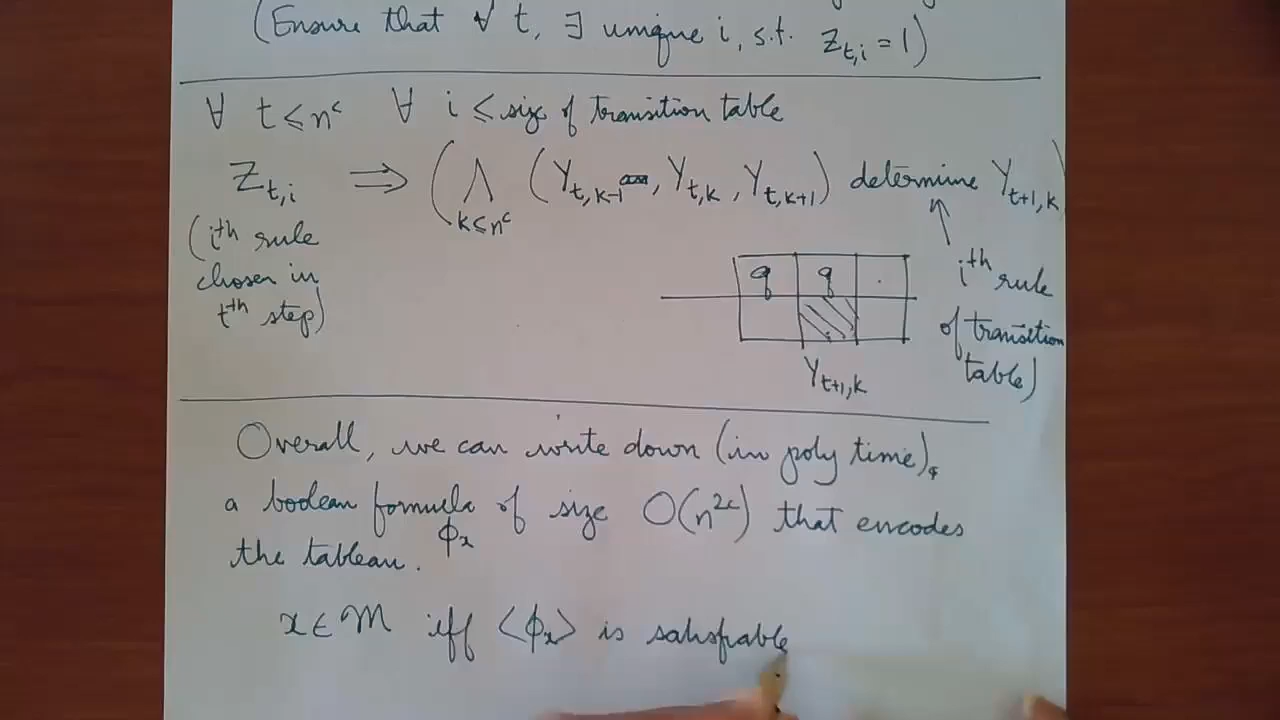 (Ensure that ∀ t, ∃ unique i, s.t. Z_{t,i} = 1)
∀ t ≤ n^c ∀ i ≤ size of transition table
Z_{t,i} ⟹ ( ∧_{k≤n^c} (Y_{t,k-1}, Y_{t,k}, Y_{t,k+1}) determine Y_{t+1,k})
(i^th rule
chosen in
t^th step)
q q .
Y_{t+1,k}
↑ i^th rule
of transition
table)
Overall, we can write down (in poly time),
a boolean formula of size O(n^{2c}) that encodes
the tableau. ϕ_x
x ∈ M iff <ϕ_x> is satisfiable